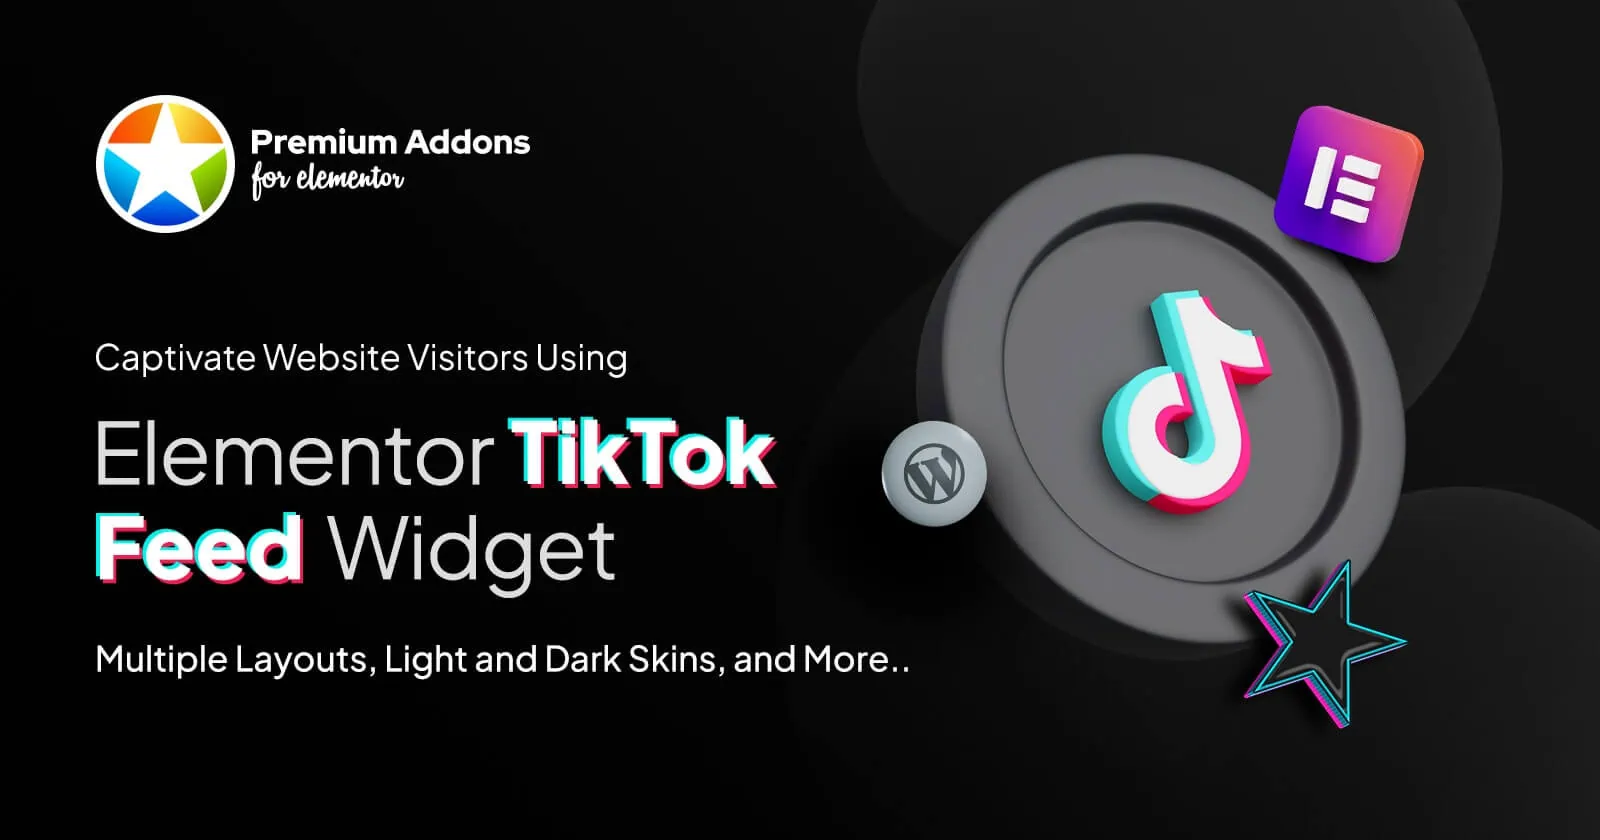 Premium Addons
for elementor
Captivate Website Visitors Using
Elementor TikTok
Feed Widget
Multiple Layouts, Light and Dark Skins, and More..